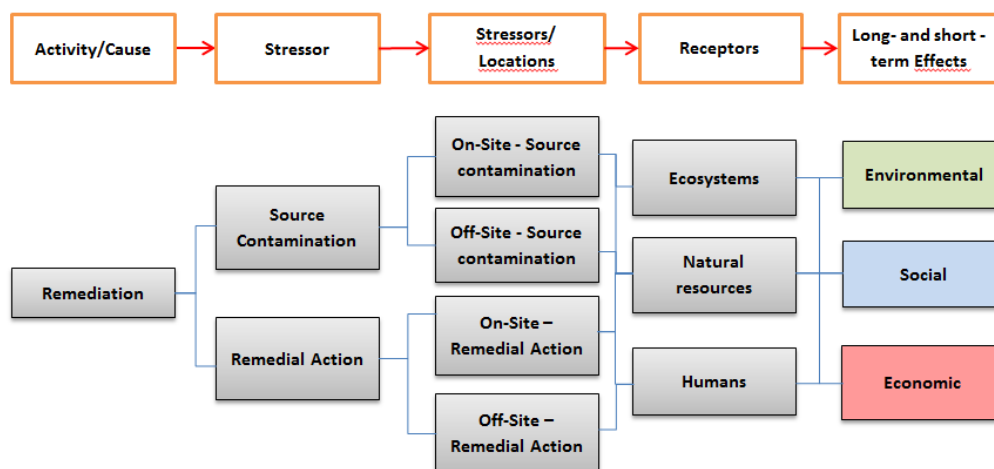 Activity/Cause
Stressor
Stressors/
Locations
Receptors
Long- and short -
term Effects
On-Site - Source
contamination
Ecosystems
Environmental
Source
Contamination
Off-Site - Source
contamination
Natural
resources
Social
Remediation
On-Site –
Remedial Action
Remedial Action
Humans
Economic
Off-Site –
Remedial Action